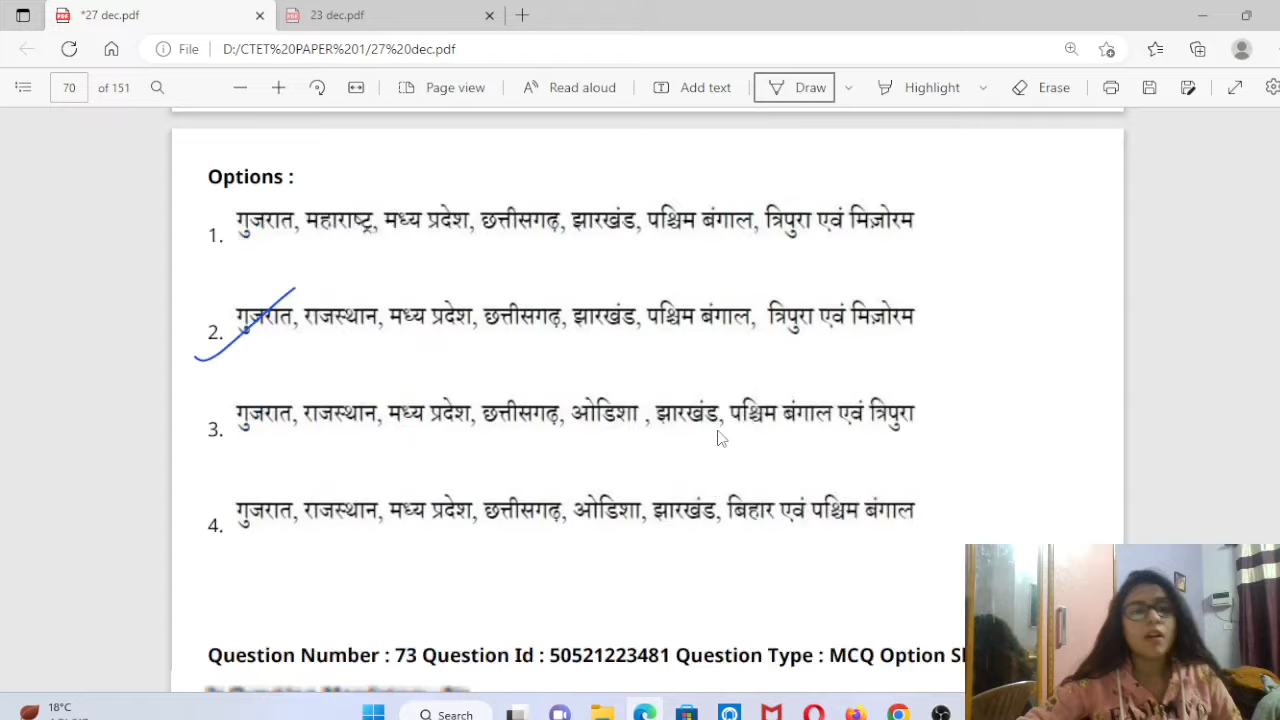 *27 dec.pdf
23 dec.pdf
File
D:/CTET%20PAPER%201/27%20dec.pdf
70 of 151
Page view
Read aloud
Add text
Draw
Highlight
Erase
Options :
1. गुजरात, महाराष्ट्र, मध्य प्रदेश, छत्तीसगढ़, झारखंड, पश्चिम बंगाल, त्रिपुरा एवं मिज़ोरम
2. गुजरात, राजस्थान, मध्य प्रदेश, छत्तीसगढ़, झारखंड, पश्चिम बंगाल, त्रिपुरा एवं मिज़ोरम
3. गुजरात, राजस्थान, मध्य प्रदेश, छत्तीसगढ़, ओडिशा , झारखंड, पश्चिम बंगाल एवं त्रिपुरा
4. गुजरात, राजस्थान, मध्य प्रदेश, छत्तीसगढ़, ओडिशा, झारखंड, बिहार एवं पश्चिम बंगाल
Question Number : 73 Question Id : 50521223481 Question Type : MCQ Option
18°C
Search